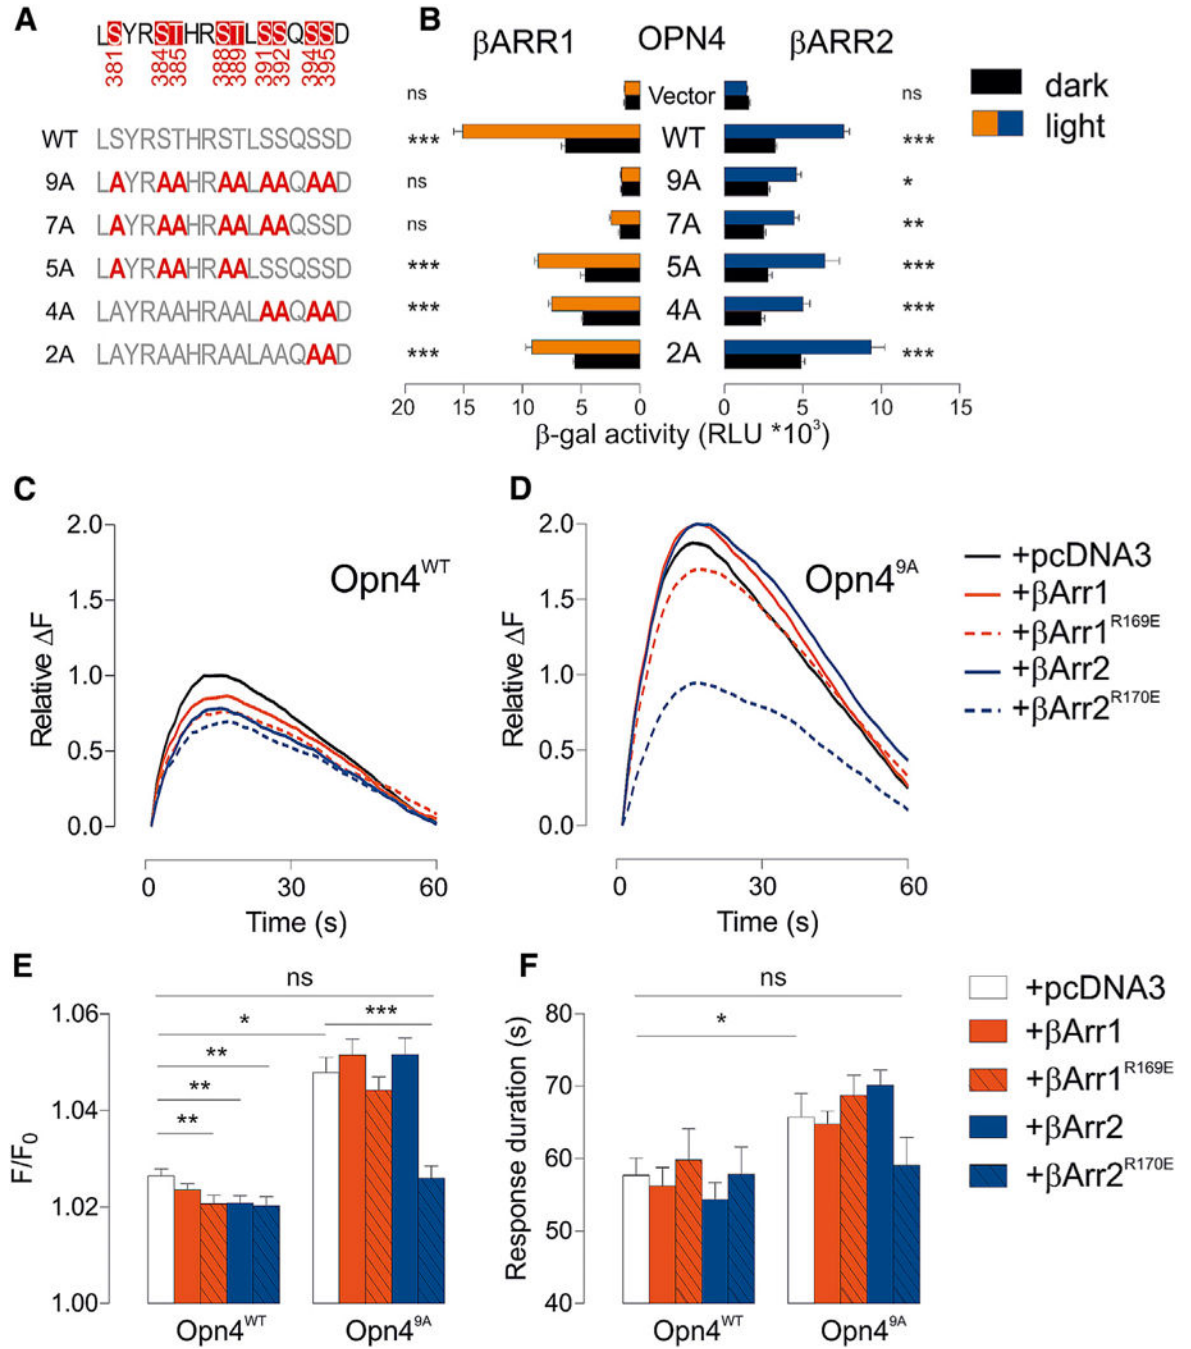 A
LSYRSTHRSTLSSQSSD
381 384 385 388 389 391 392 394 395
WT LSYRSTHRSTLSSQSSD
9A LAYRAAHRAALAAQAAD
7A LAYRAAHRAALAAQSSD
5A LAYRAAHRAALSSQSSD
4A LAYRAAHRAALAAQAAD
2A LAYRAAHRAALAAQAAD
B
βARR1 OPN4 βARR2
ns Vector ns
*** WT ***
ns 9A *
ns 7A **
*** 5A ***
*** 4A ***
*** 2A ***
20 15 10 5 0 0 5 10 15
β-gal activity (RLU *10³)
dark
light
C
Relative ΔF
2.0
1.5
1.0
0.5
0.0
Opn4WT
0 30 60
Time (s)
D
Relative ΔF
2.0
1.5
1.0
0.5
0.0
Opn49A
0 30 60
Time (s)
+pcDNA3
+βArr1
+βArr1R169E
+βArr2
+βArr2R170E
E
F/F0
1.06
1.04
1.02
1.00
ns
* ***
**
**
**
Opn4WT Opn49A
F
Response duration (s)
80
70
60
50
40
ns
*
Opn4WT Opn49A
+pcDNA3
+βArr1
+βArr1R169E
+βArr2
+βArr2R170E